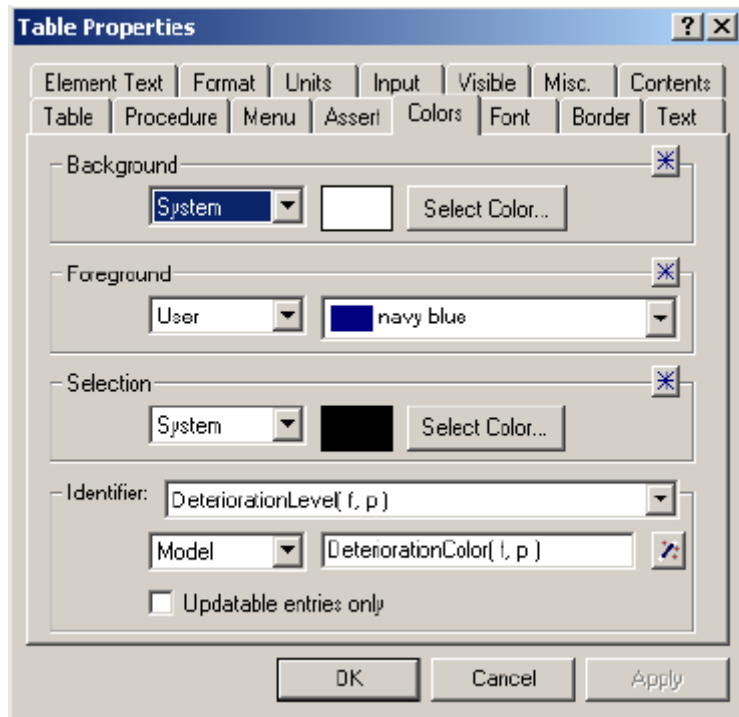 Table Properties
Element Text Format Units Input Visible Misc. Contents
Table Procedure Menu Assert Colors Font Border Text
Background
System Select Color...
Foreground
User navy blue
Selection
System Select Color...
Identifier: DeteriorationLevel( f, p )
Model DeteriorationColor( f, p )
Updatable entries only
OK Cancel Apply